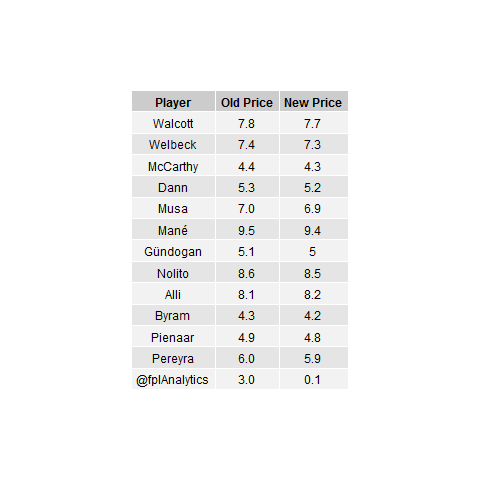 Player Old Price New Price
Walcott 7.8 7.7
Welbeck 7.4 7.3
McCarthy 4.4 4.3
Dann 5.3 5.2
Musa 7.0 6.9
Mané 9.5 9.4
Gündogan 5.1 5
Nolito 8.6 8.5
Alli 8.1 8.2
Byram 4.3 4.2
Pienaar 4.9 4.8
Pereyra 6.0 5.9
@fplAnalytics 3.0 0.1